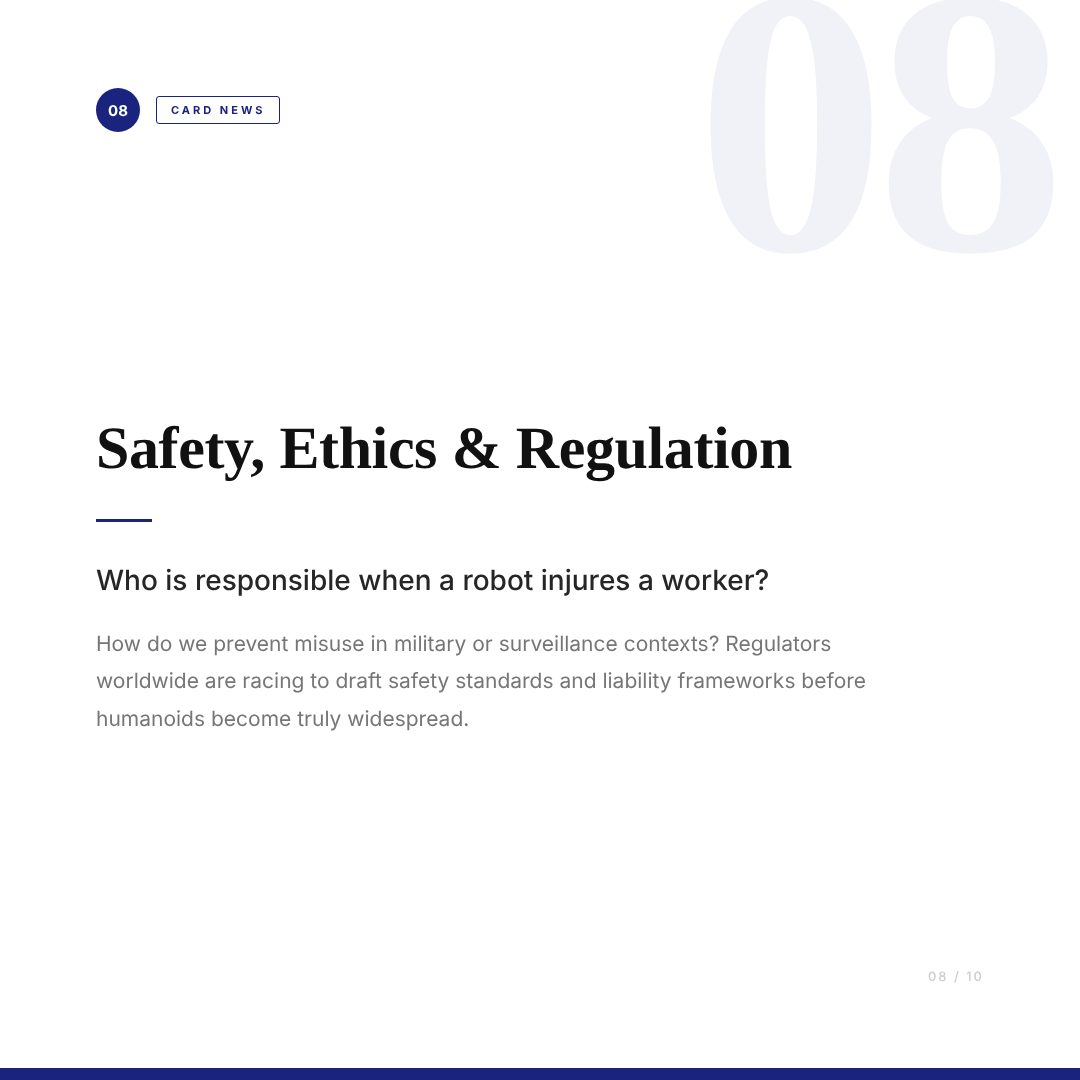 08
08
CARD NEWS
Safety, Ethics & Regulation
Who is responsible when a robot injures a worker?
How do we prevent misuse in military or surveillance contexts? Regulators
worldwide are racing to draft safety standards and liability frameworks before
humanoids become truly widespread.
08 / 10